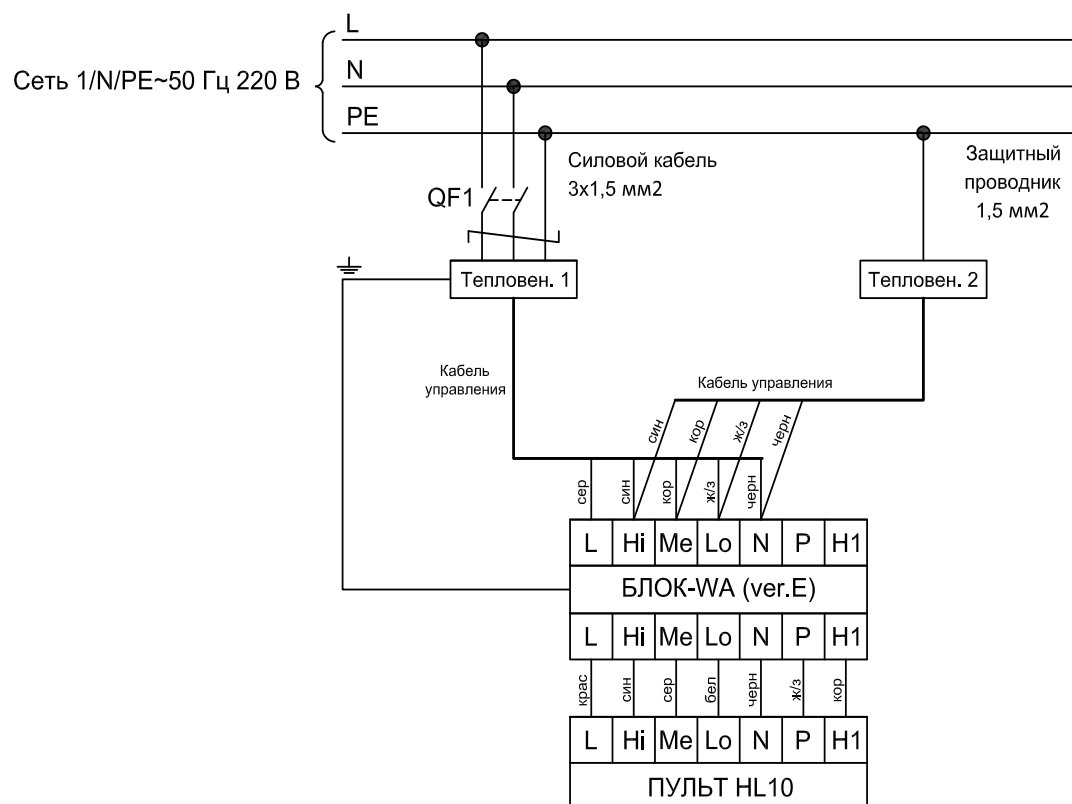 L
N
Сеть 1/N/PE~50 Гц 220 В
PE
Силовой кабель
3x1,5 мм2
Защитный
проводник
1,5 мм2
QF1
Тепловен. 1
Тепловен. 2
Кабель
управления
Кабель управления
син
кор
ж/з
черн
сер
син
кор
ж/з
черн
L Hi Me Lo N P H1
БЛОК-WA (ver.E)
L Hi Me Lo N P H1
крас
син
сер
бел
черн
ж/з
кор
L Hi Me Lo N P H1
ПУЛЬТ HL10